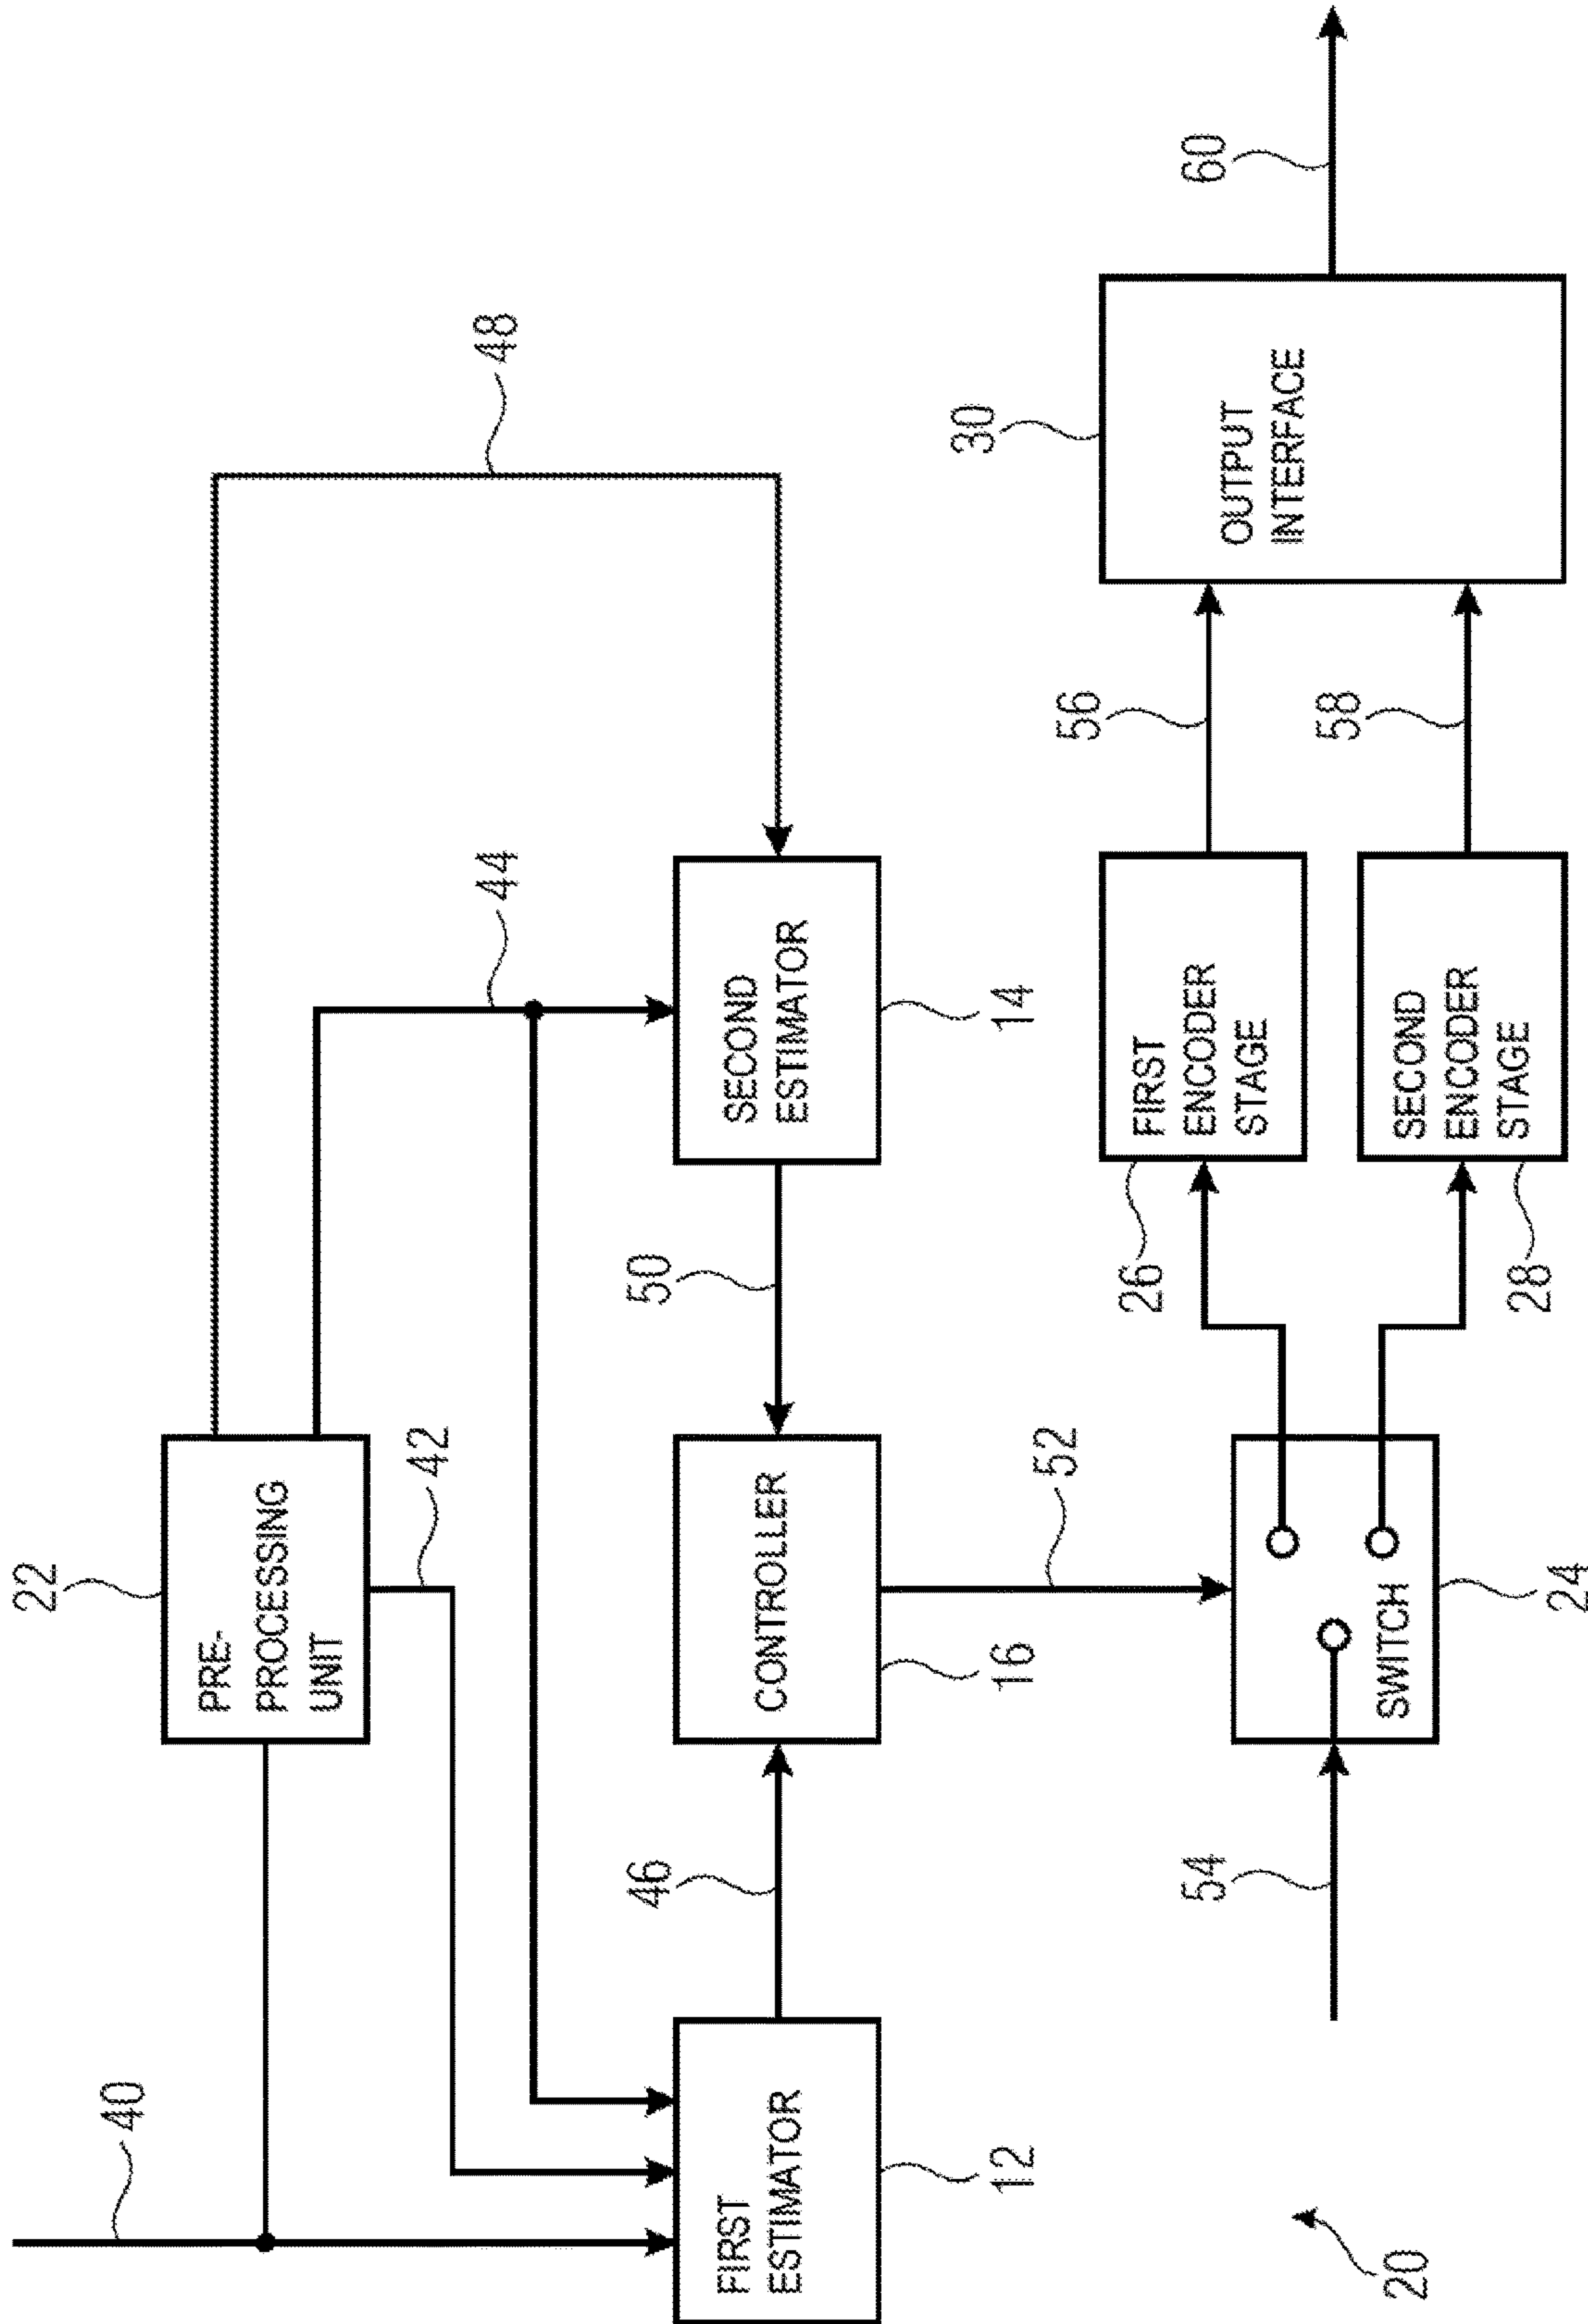 40
22
PRE-
PROCESSING
UNIT
42
44
48
FIRST
ESTIMATOR
12
46
CONTROLLER
16
50
SECOND
ESTIMATOR
14
52
54
SWITCH
24
26
FIRST
ENCODER
STAGE
28
SECOND
ENCODER
STAGE
56
58
30
OUTPUT
INTERFACE
60
20